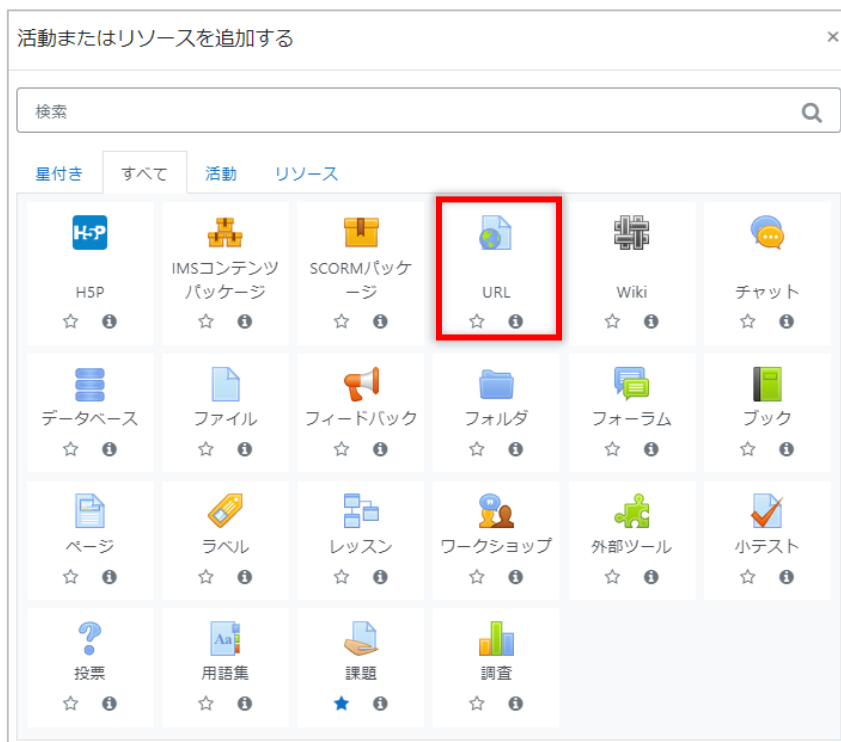 活動またはリソースを追加する ×
検索
星付き すべて 活動 リソース
H5P
H5P
IMSコンテンツ
パッケージ
SCORMパッケ
ージ
URL
Wiki
チャット
データベース
ファイル
フィードバック
フォルダ
フォーラム
ブック
ページ
ラベル
レッスン
ワークショップ
外部ツール
小テスト
投票
Aa
用語集
課題
調査